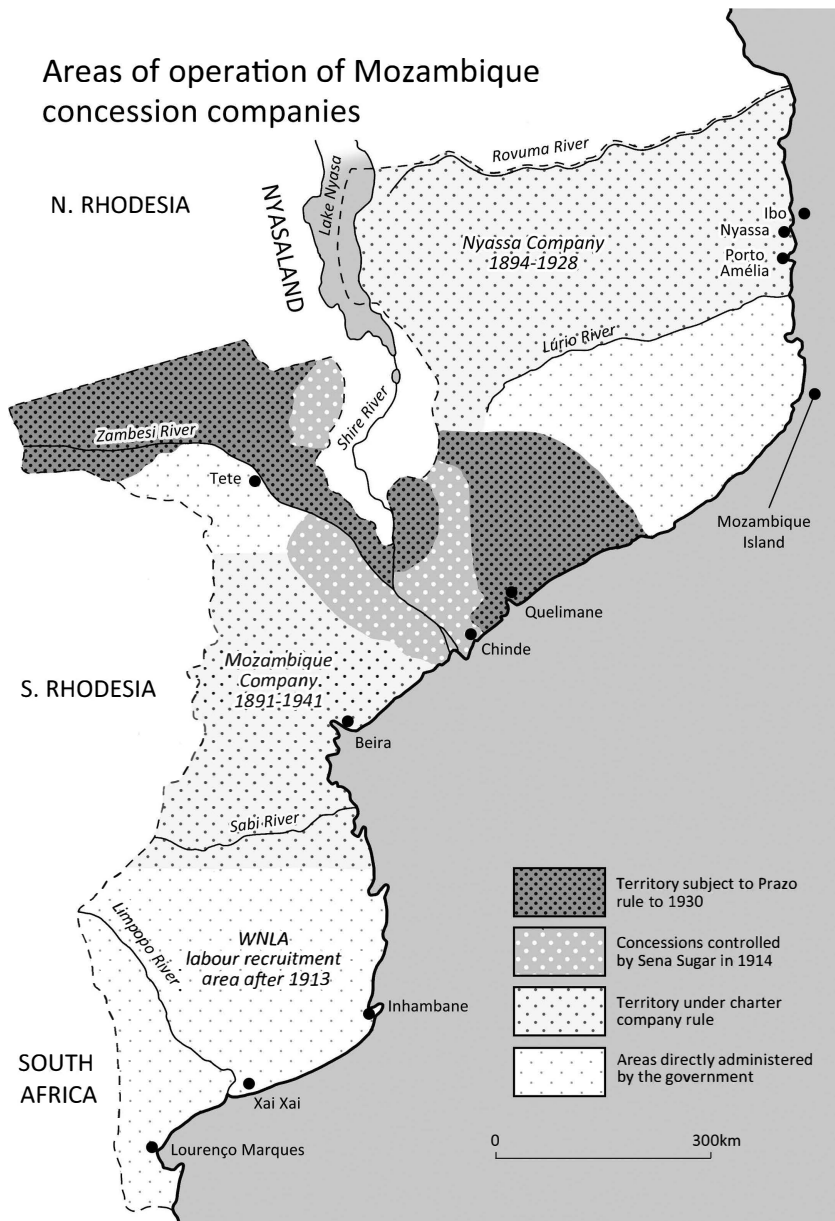 Areas of operation of Mozambique
concession companies
N. RHODESIA
NYASALAND
Lake Nyasa
Rovuma River
Nyassa Company
1894-1928
Ibo
Nyassa
Porto
Amélia
Lúrio River
Shire River
Zambesi River
Tete
Mozambique
Island
Quelimane
Chinde
Mozambique
Company
1891-1941
S. RHODESIA
Beira
Sabi River
Limpopo River
WNLA
labour recruitment
area after 1913
Inhambane
SOUTH
AFRICA
Xai Xai
Lourenço Marques
Territory subject to Prazo
rule to 1930
Concessions controlled
by Sena Sugar in 1914
Territory under charter
company rule
Areas directly administered
by the government
0 300km